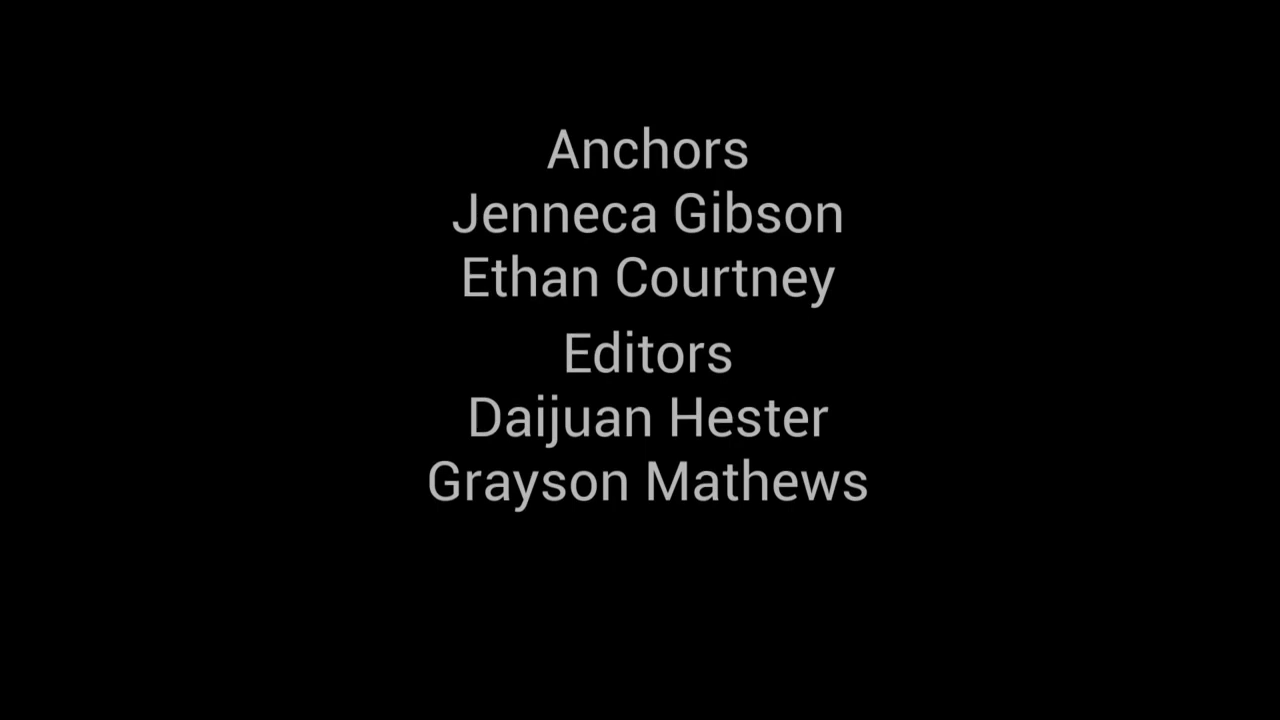 Anchors
Jenneca Gibson
Ethan Courtney
Editors
Daijuan Hester
Grayson Mathews